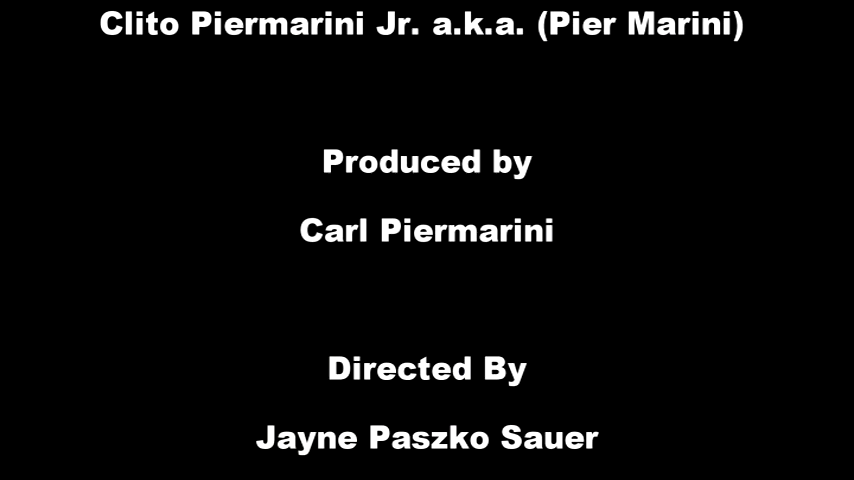 Clito Piermarini Jr. a.k.a. (Pier Marini)
Produced by
Carl Piermarini
Directed By
Jayne Paszko Sauer